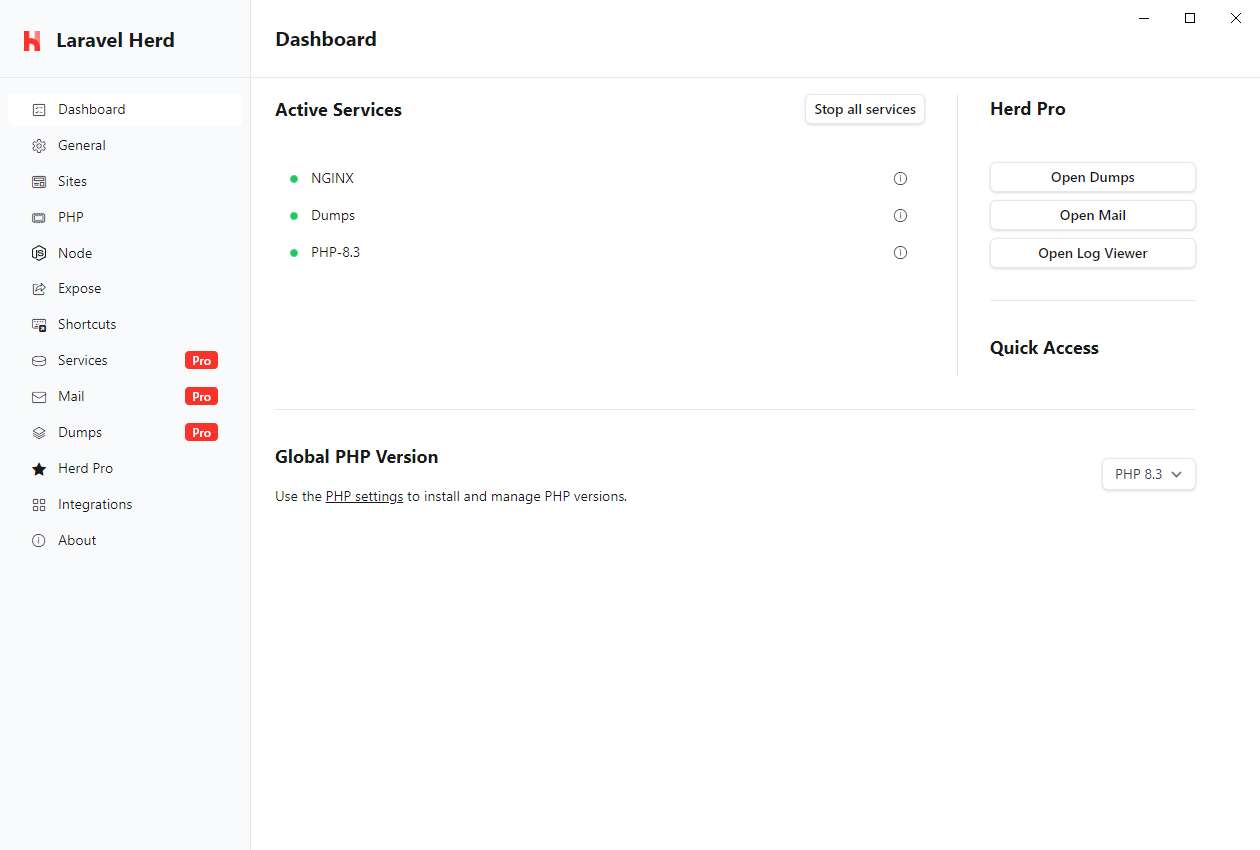 Laravel Herd
Dashboard
General
Sites
PHP
Node
Expose
Shortcuts
Services Pro
Mail Pro
Dumps Pro
Herd Pro
Integrations
About
Dashboard
Active Services
Stop all services
NGINX
Dumps
PHP-8.3
Herd Pro
Open Dumps
Open Mail
Open Log Viewer
Quick Access
Global PHP Version
Use the PHP settings to install and manage PHP versions.
PHP 8.3